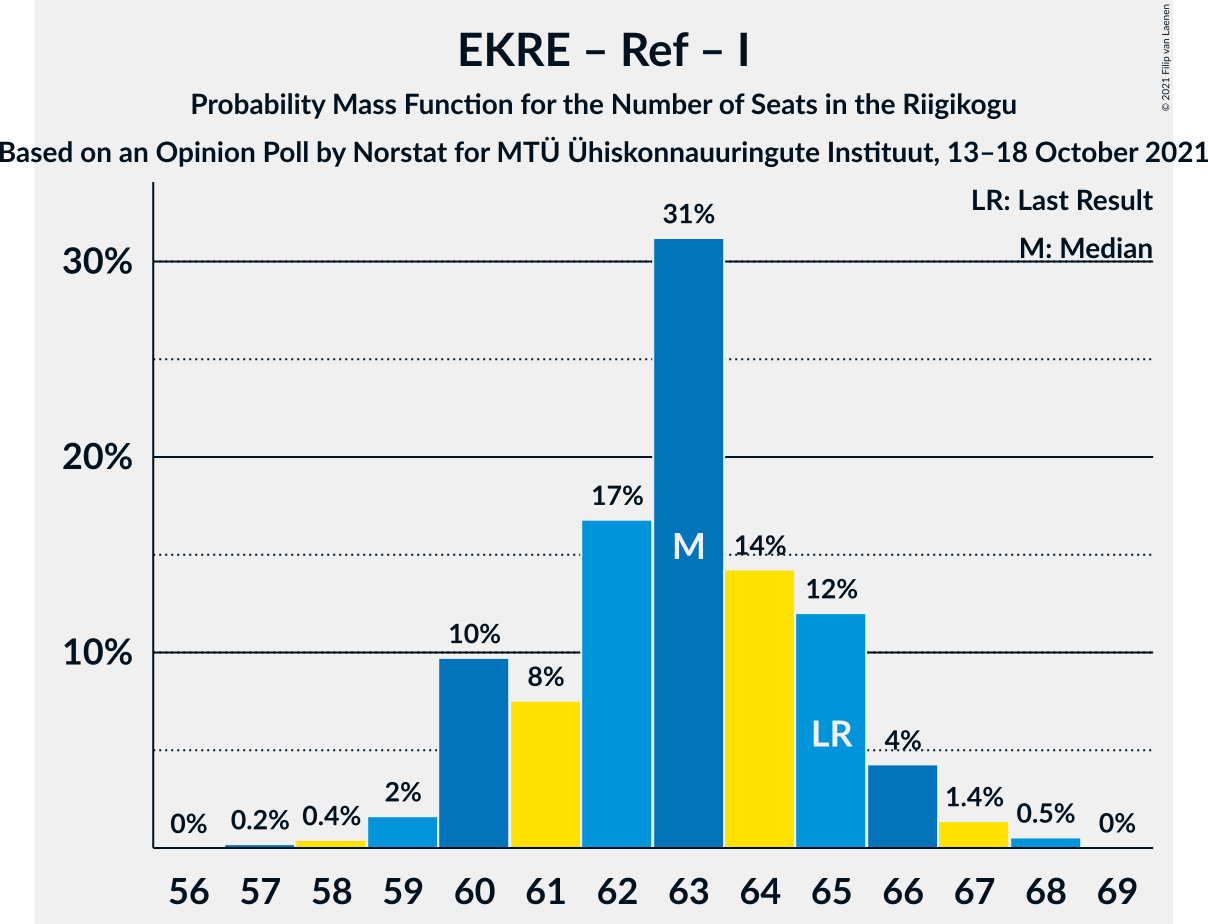 EKRE – Ref – I
Probability Mass Function for the Number of Seats in the Riigikogu
Based on an Opinion Poll by Norstat for MTÜ Ühiskonnauuringute Instituut, 13–18 October 2021
© 2021 Filip van Laenen
LR: Last Result
M: Median
30%
20%
10%
0%
0.2%
0.4%
2%
10%
8%
17%
31%
M
14%
12%
LR
4%
1.4%
0.5%
0%
56 57 58 59 60 61 62 63 64 65 66 67 68 69